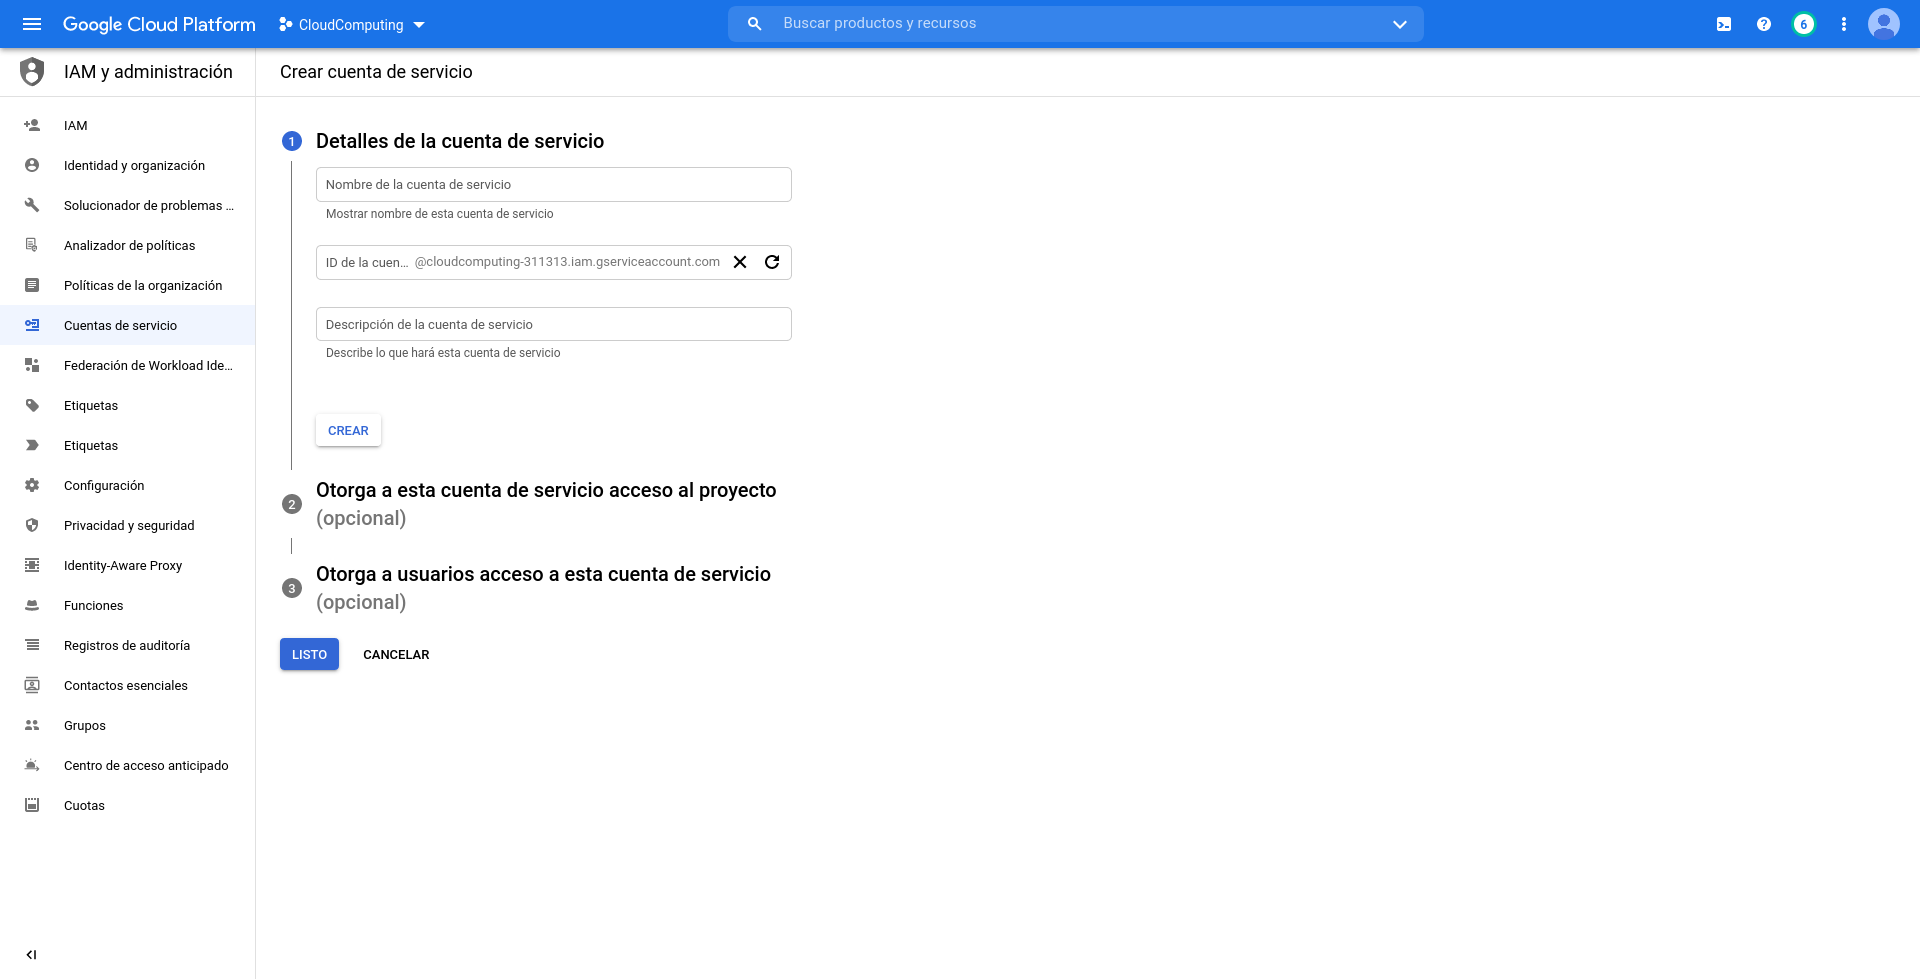 Google Cloud Platform
CloudComputing
Buscar productos y recursos
6
IAM y administración
Crear cuenta de servicio
IAM
Identidad y organización
Solucionador de problemas ...
Analizador de políticas
Políticas de la organización
Cuentas de servicio
Federación de Workload Ide...
Etiquetas
Etiquetas
Configuración
Privacidad y seguridad
Identity-Aware Proxy
Funciones
Registros de auditoría
Contactos esenciales
Grupos
Centro de acceso anticipado
Cuotas
1 Detalles de la cuenta de servicio
Nombre de la cuenta de servicio
Mostrar nombre de esta cuenta de servicio
ID de la cuen... @cloudcomputing-311313.iam.gserviceaccount.com
Descripción de la cuenta de servicio
Describe lo que hará esta cuenta de servicio
CREAR
2 Otorga a esta cuenta de servicio acceso al proyecto
(opcional)
3 Otorga a usuarios acceso a esta cuenta de servicio
(opcional)
LISTO CANCELAR